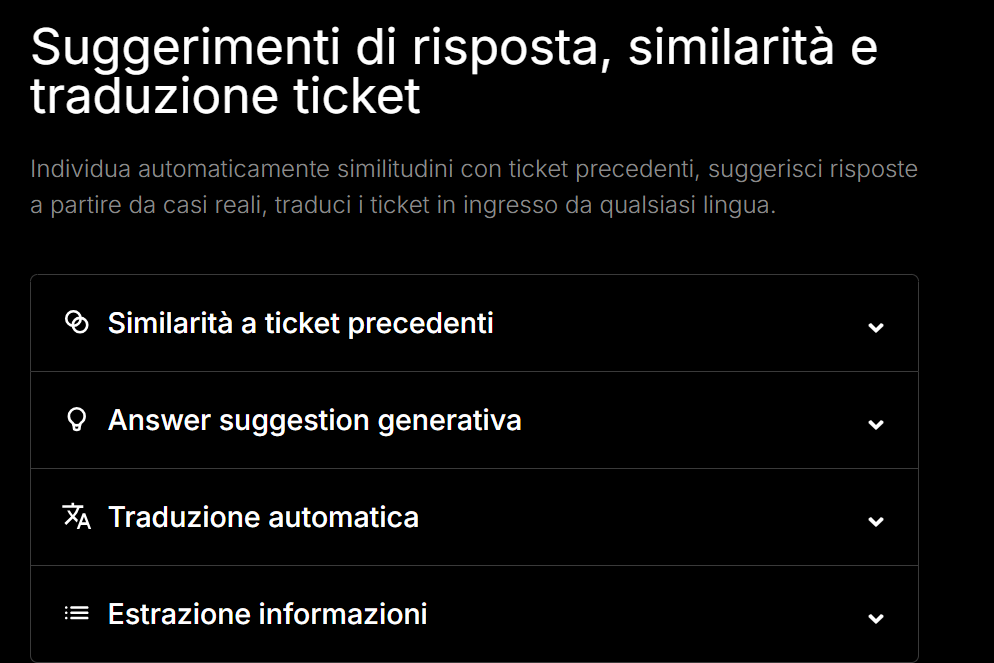 Suggerimenti di risposta, similarità e
traduzione ticket
Individua automaticamente similitudini con ticket precedenti, suggerisci risposte
a partire da casi reali, traduci i ticket in ingresso da qualsiasi lingua.
Similarità a ticket precedenti
Answer suggestion generativa
Traduzione automatica
Estrazione informazioni